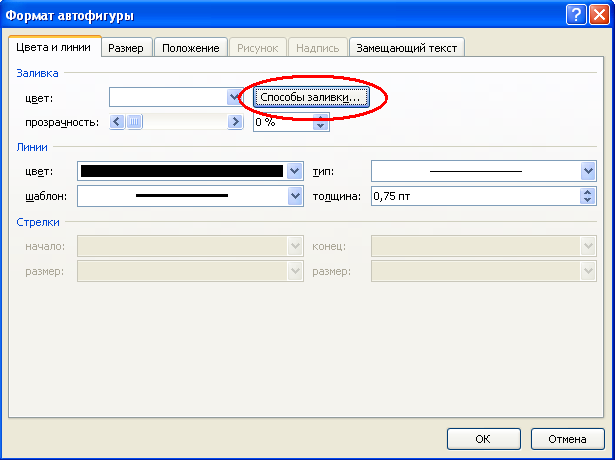 Формат автофигуры
Цвета и линии Размер Положение Рисунок Надпись Замещающий текст
Заливка
цвет: Способы заливки...
прозрачность: 0 %
Линии
цвет: тип:
шаблон: толщина: 0,75 пт
Стрелки
начало: конец:
размер: размер:
ОК Отмена